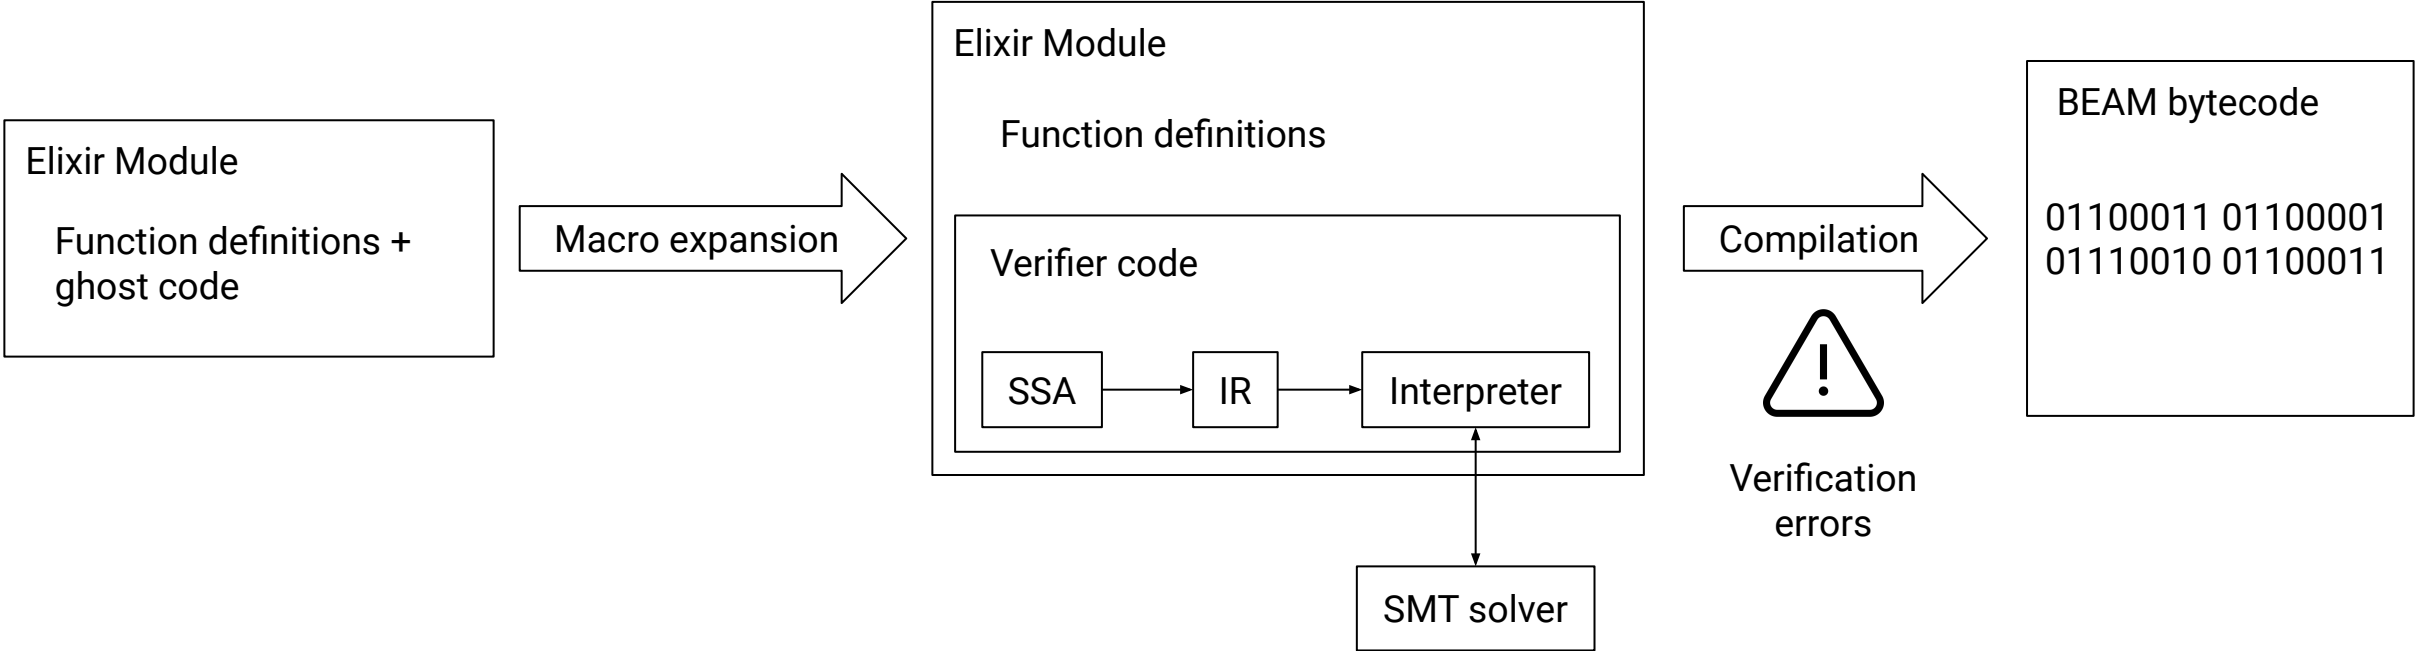 Elixir Module
Function definitions +
ghost code
Macro expansion
Elixir Module
Function definitions
Verifier code
SSA
IR
Interpreter
SMT solver
Compilation
Verification
errors
BEAM bytecode
01100011 01100001
01110010 01100011